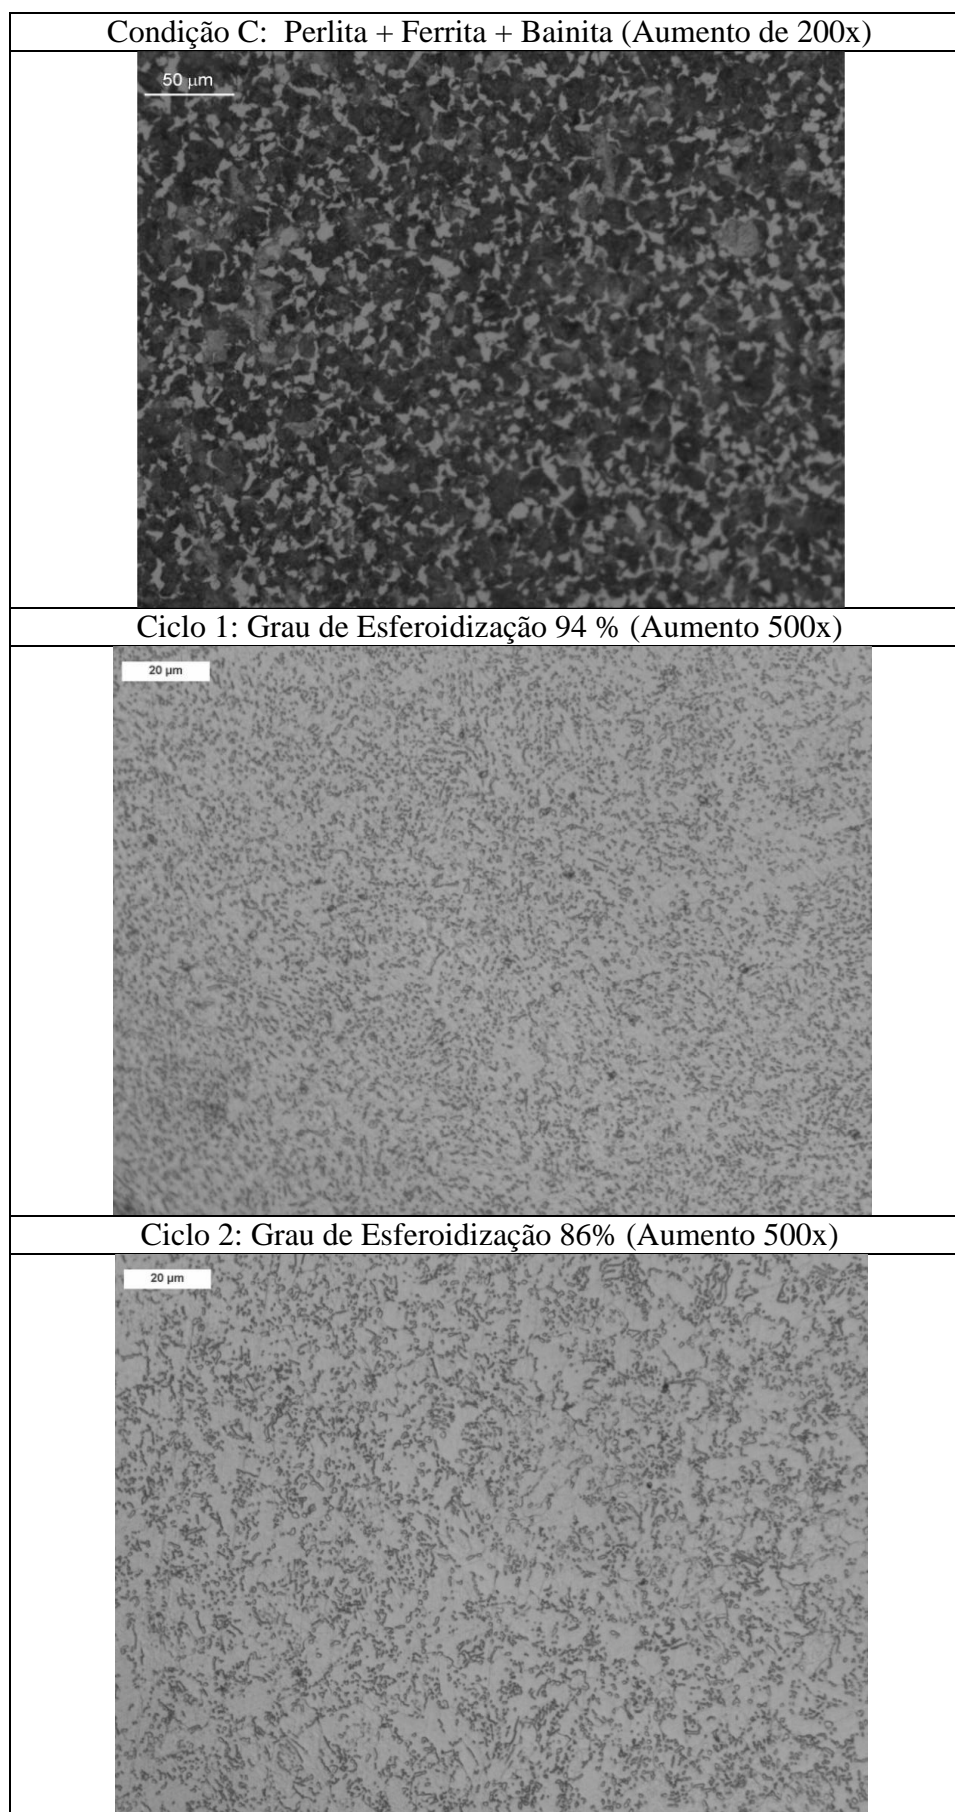 Condição C:  Perlita + Ferrita + Bainita (Aumento de 200x)
50 μm
Ciclo 1: Grau de Esferoidização 94 % (Aumento 500x)
20 μm
Ciclo 2: Grau de Esferoidização 86% (Aumento 500x)
20 μm